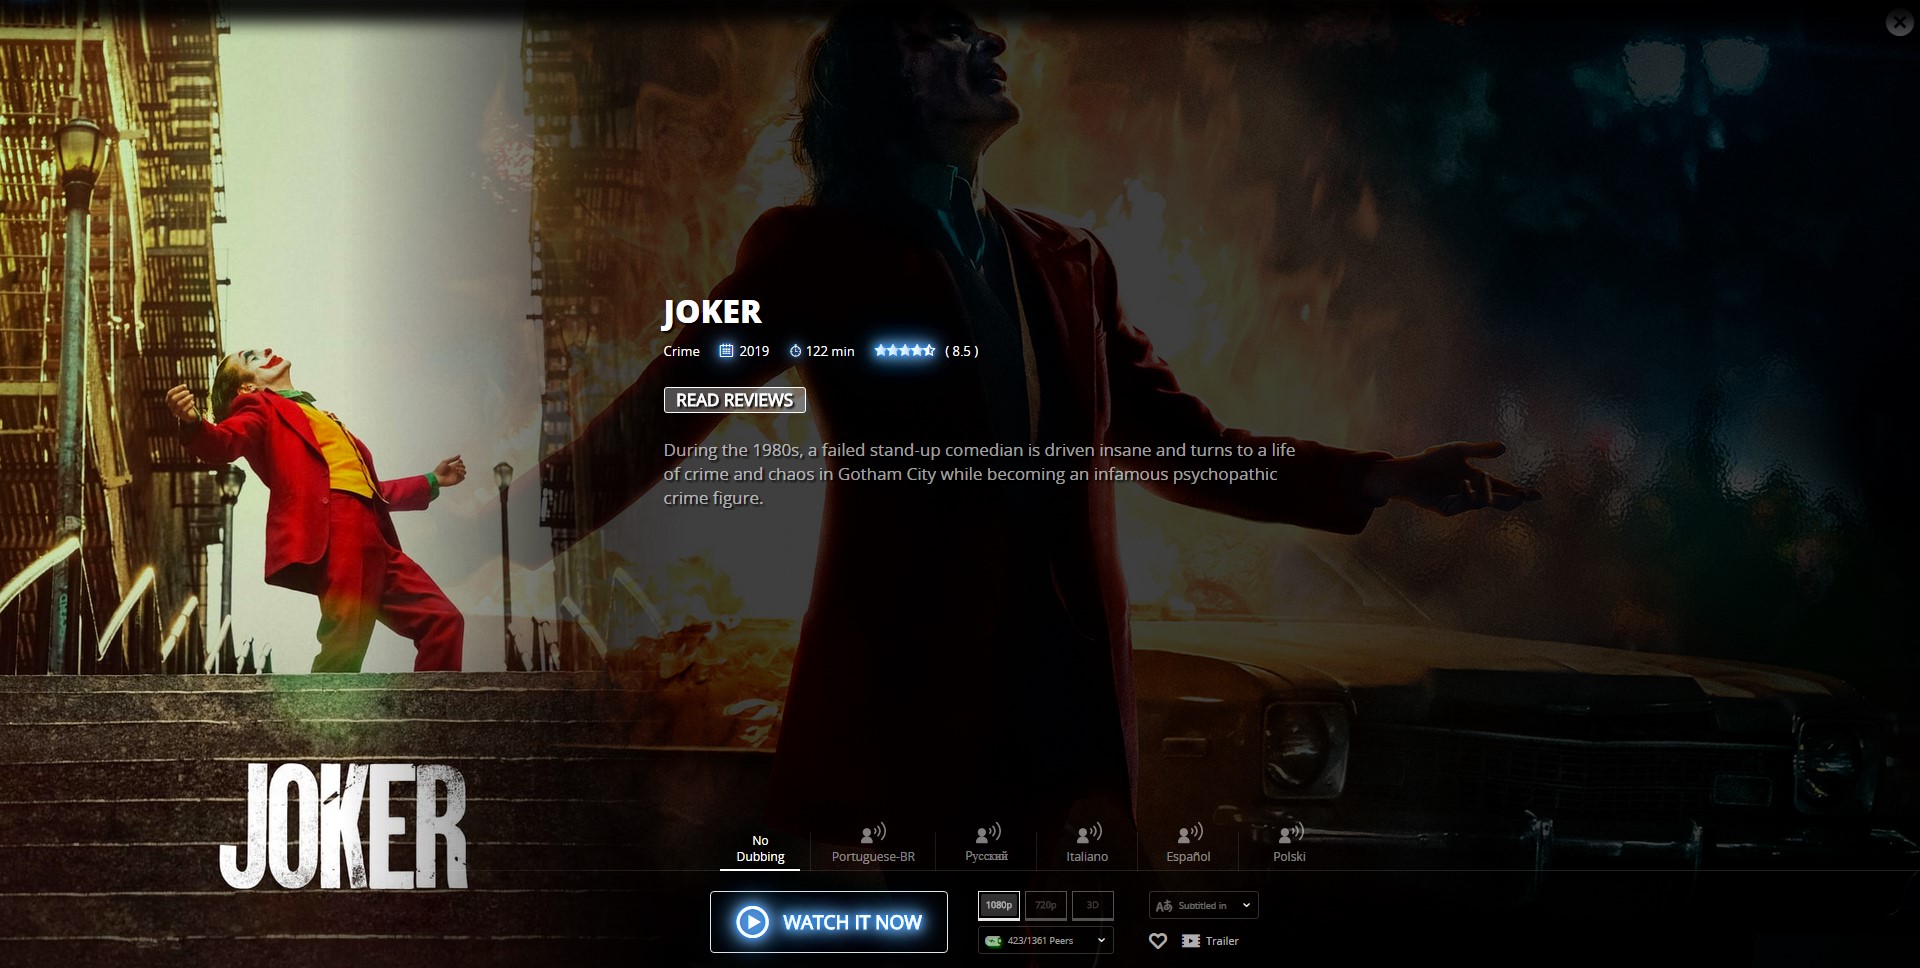 JOKER
Crime 2019 122 min ( 8.5 )
READ REVIEWS
During the 1980s, a failed stand-up comedian is driven insane and turns to a life
of crime and chaos in Gotham City while becoming an infamous psychopathic
crime figure.
JOKER
No
Dubbing
Portuguese-BR
Русский
Italiano
Español
Polski
WATCH IT NOW
1080p 720p 3D
423/1361 Peers
Subtitled in
Trailer